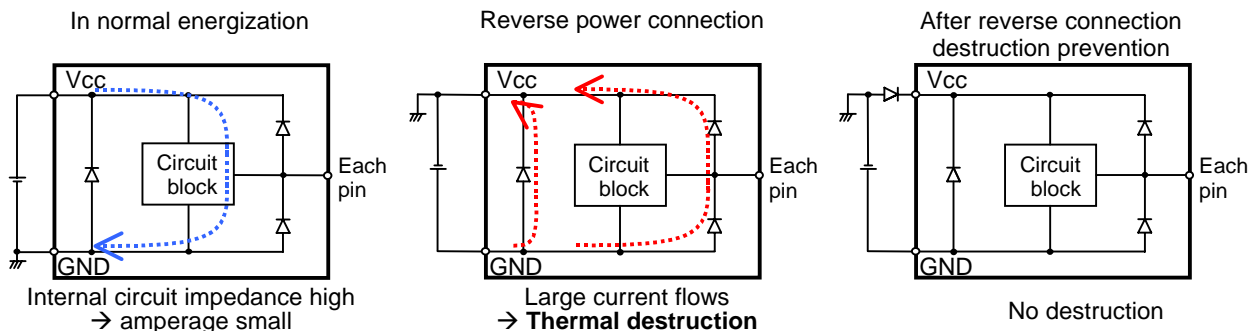 In normal energization
Vcc
Circuit
block
Each
pin
GND
Internal circuit impedance high
→ amperage small
Reverse power connection
Vcc
Circuit
block
Each
pin
GND
Large current flows
→ Thermal destruction
After reverse connection
destruction prevention
Vcc
Circuit
block
Each
pin
GND
No destruction